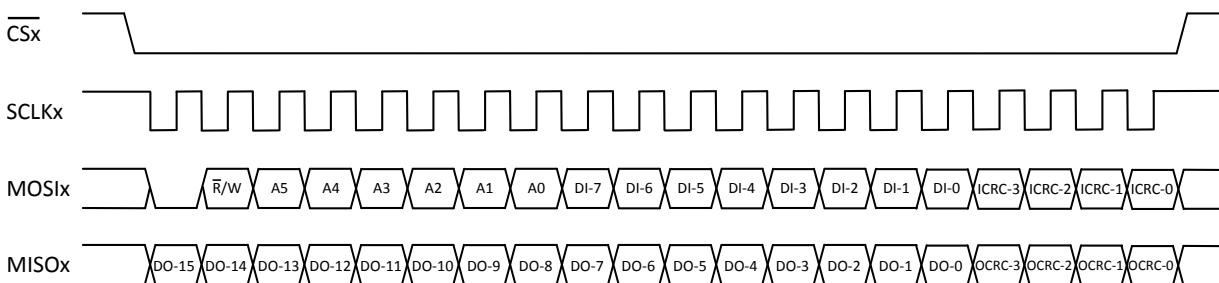 C̅S̅x̅
SCLKx
MOSIx R̅/W A5 A4 A3 A2 A1 A0 DI-7 DI-6 DI-5 DI-4 DI-3 DI-2 DI-1 DI-0 ICRC-3 ICRC-2 ICRC-1 ICRC-0
MISOx DO-15 DO-14 DO-13 DO-12 DO-11 DO-10 DO-9 DO-8 DO-7 DO-6 DO-5 DO-4 DO-3 DO-2 DO-1 DO-0 OCRC-3 OCRC-2 OCRC-1 OCRC-0